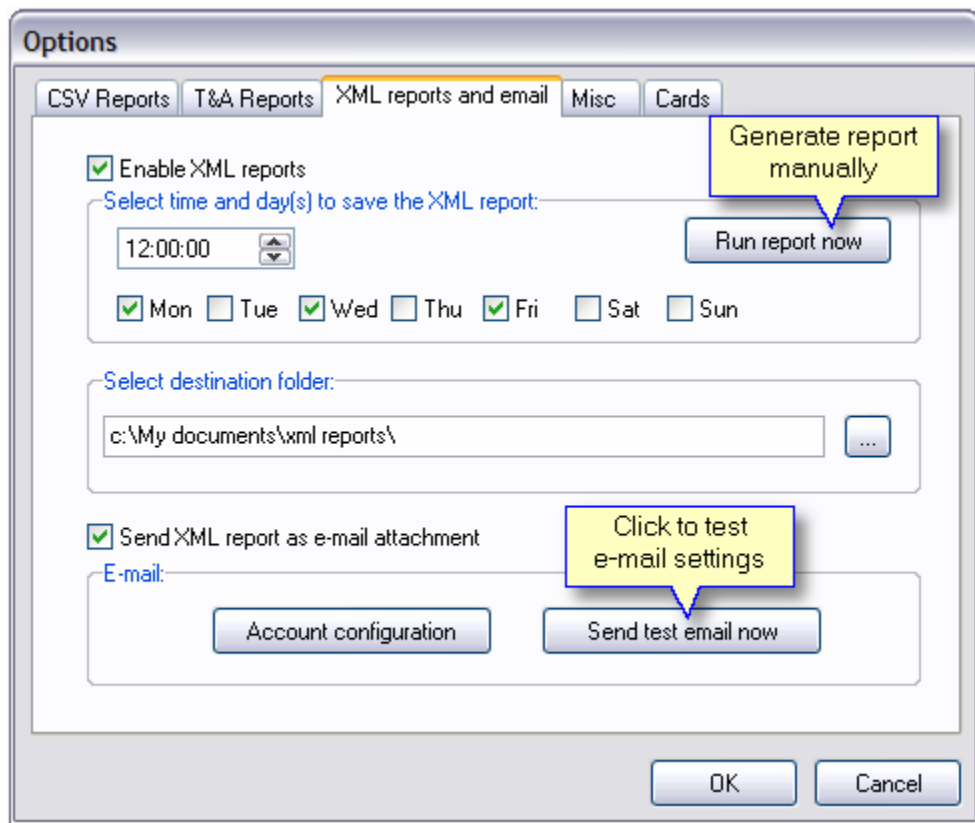 Options
CSV Reports T&A Reports XML reports and email Misc Cards
Generate report
manually
Enable XML reports
Select time and day(s) to save the XML report:
12:00:00
Run report now
Mon Tue Wed Thu Fri Sat Sun
Select destination folder:
c:\My documents\xml reports\
...
Send XML report as e-mail attachment
Click to test
e-mail settings
E-mail:
Account configuration
Send test email now
OK
Cancel